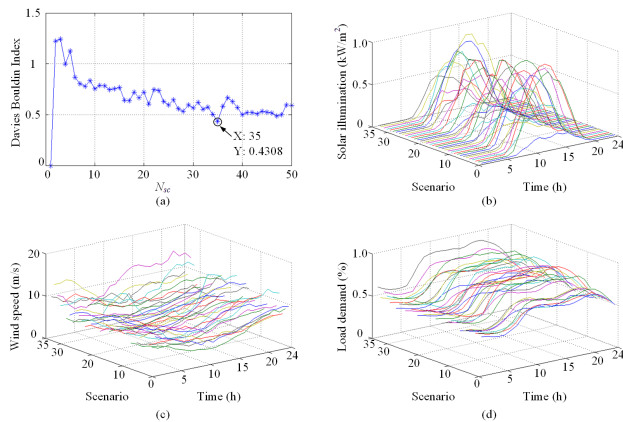 Davies Bouldin Index
1.5
1.0
0.5
0
0
10
20
30
40
50
X: 35
Y: 0.4308
Nsc
(a)
Solar illumination (kW/m²)
1.0
0.5
0
35
30
20
10
0
5
10
15
20
24
Scenario
Time (h)
(b)
Wind speed (m/s)
20
10
0
35
30
20
10
0
5
10
15
20
24
Scenario
Time (h)
(c)
Load demand (%)
1.0
0.5
0
35
30
20
10
0
5
10
15
20
24
Scenario
Time (h)
(d)